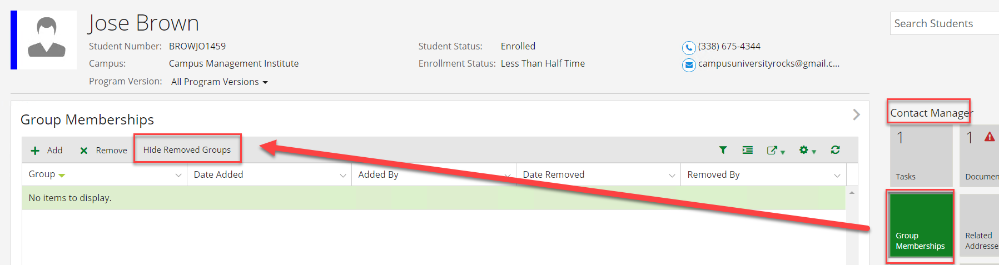 Jose Brown
Search Students
Student Number: BROWJO1459
Student Status: Enrolled
(338) 675-4344
Campus: Campus Management Institute
Enrollment Status: Less Than Half Time
campusuniversityrocks@gmail.c...
Program Version: All Program Versions
Group Memberships
Contact Manager
Add Remove Hide Removed Groups
Group Date Added Added By Date Removed Removed By
No items to display.
1
Tasks
1
Documen
Group
Memberships
Related
Addresse